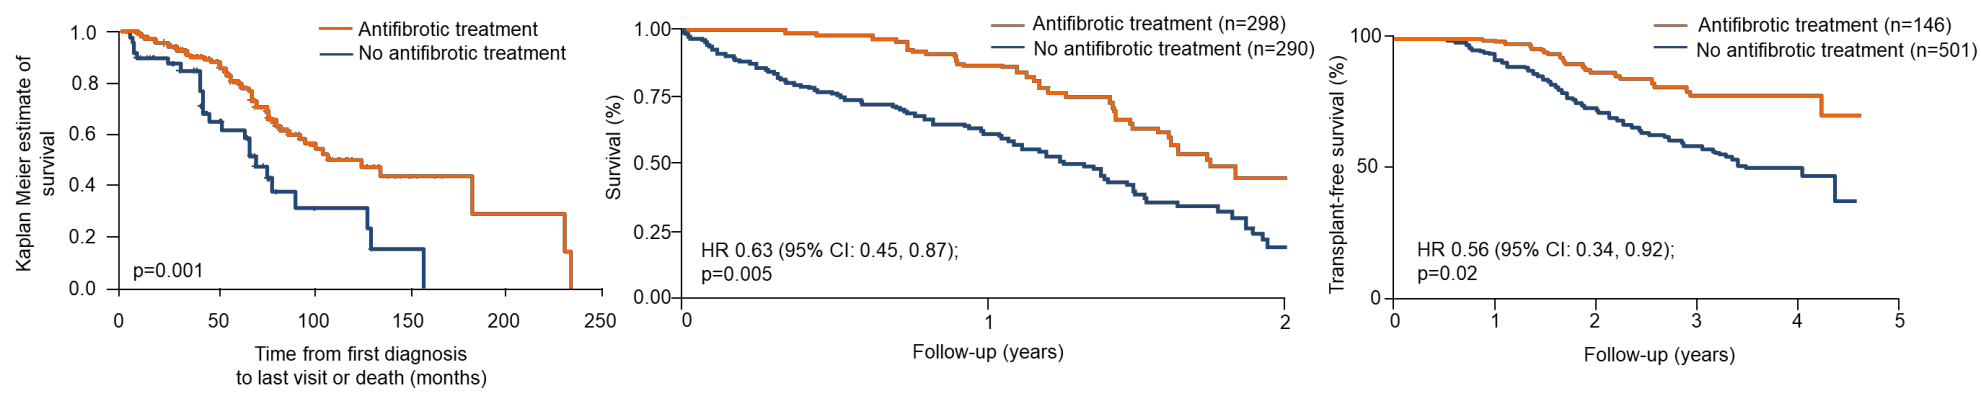 Kaplan Meier estimate of
survival
1.0
0.8
0.6
0.4
0.2
0.0
Antifibrotic treatment
No antifibrotic treatment
p=0.001
0
50
100
150
200
250
Time from first diagnosis
to last visit or death (months)
Survival (%)
1.00
0.75
0.50
0.25
0.00
Antifibrotic treatment (n=298)
No antifibrotic treatment (n=290)
HR 0.63 (95% CI: 0.45, 0.87);
p=0.005
0
1
2
Follow-up (years)
Transplant-free survival (%)
100
50
0
Antifibrotic treatment (n=146)
No antifibrotic treatment (n=501)
HR 0.56 (95% CI: 0.34, 0.92);
p=0.02
0
1
2
3
4
5
Follow-up (years)